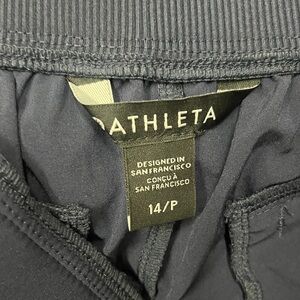 ATHLETA
DESIGNED IN
SAN FRANCISCO
CONÇU À
SAN FRANCISCO
14/P